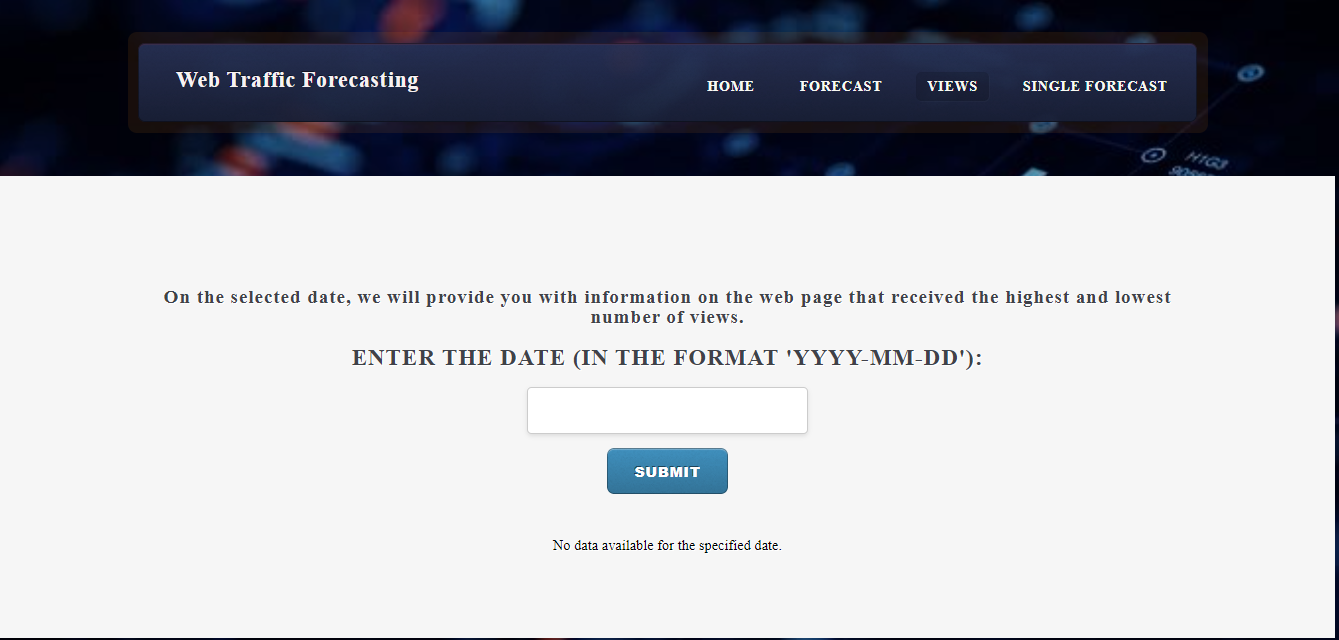 Web Traffic Forecasting
HOME FORECAST VIEWS SINGLE FORECAST
H1G3
On the selected date, we will provide you with information on the web page that received the highest and lowest
number of views.
ENTER THE DATE (IN THE FORMAT 'YYYY-MM-DD'):
SUBMIT
No data available for the specified date.